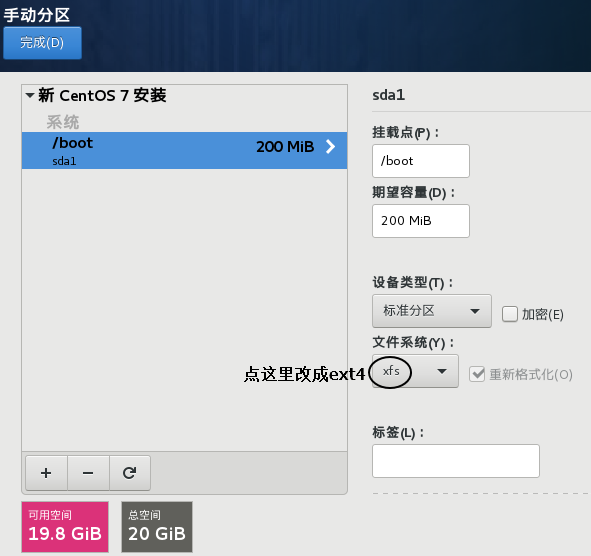 手动分区
完成(D)
新 CentOS 7 安装
系统
/boot
200 MiB
sda1
sda1
挂载点(P)：
/boot
期望容量(D)：
200 MiB
设备类型(T)：
标准分区
加密(E)
文件系统(Y)：
点这里改成ext4
xfs
重新格式化(O)
标签(L)：
可用空间
19.8 GiB
总空间
20 GiB